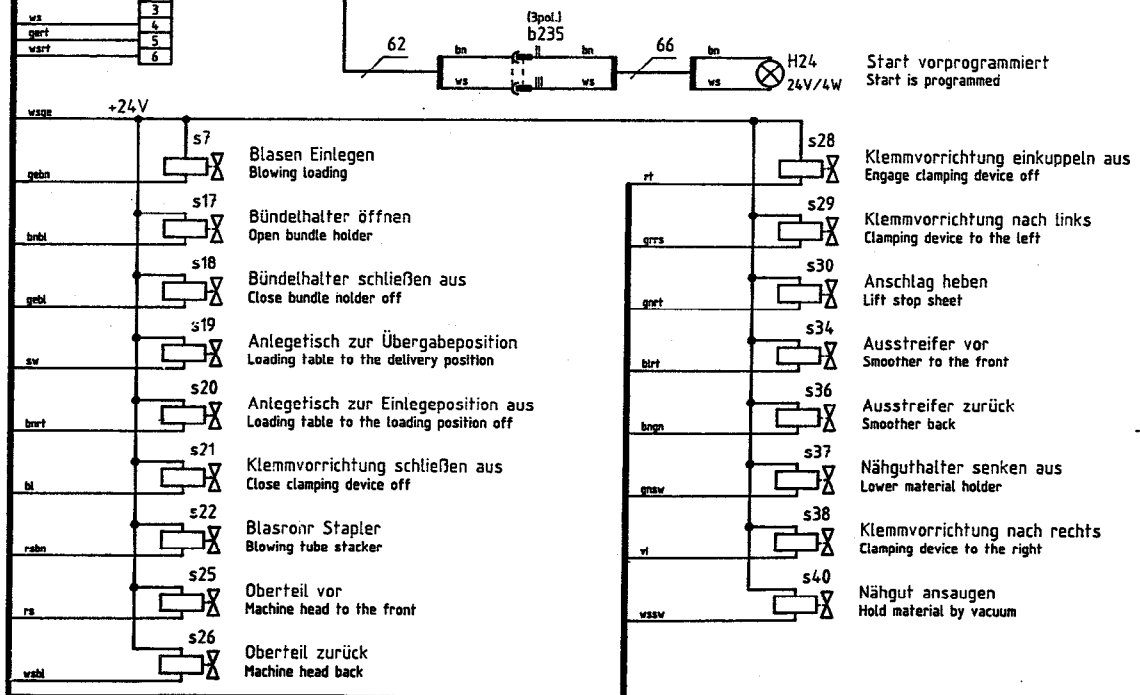 3
ws
4
gert
5
wsrt
6
62
(3pol.)
b235
bn
II
bn
66
bn
ws
III
ws
ws
H24
24V/4W
Start vorprogrammiert
Start is programmed
wsge
+24V
s7
Blasen Einlegen
Blowing loading
gebn
s17
Bündelhalter öffnen
Open bundle holder
bnbl
s18
Bündelhalter schließen aus
Close bundle holder off
gebl
s19
Anlegetisch zur Übergabeposition
Loading table to the delivery position
sw
s20
Anlegetisch zur Einlegeposition aus
Loading table to the loading position off
bnrt
s21
Klemmvorrichtung schließen aus
Close clamping device off
bl
s22
Blasrohr Stapler
Blowing tube stacker
rsbn
s25
Oberteil vor
Machine head to the front
rs
s26
Oberteil zurück
Machine head back
wsbl
s28
Klemmvorrichtung einkuppeln aus
Engage clamping device off
rt
s29
Klemmvorrichtung nach links
Clamping device to the left
grrs
s30
Anschlag heben
Lift stop sheet
gnrt
s34
Ausstreifer vor
Smoother to the front
blrt
s36
Ausstreifer zurück
Smoother back
bngn
s37
Nähguthalter senken aus
Lower material holder
gnsw
s38
Klemmvorrichtung nach rechts
Clamping device to the right
vi
s40
Nähgut ansaugen
Hold material by vacuum
wssw